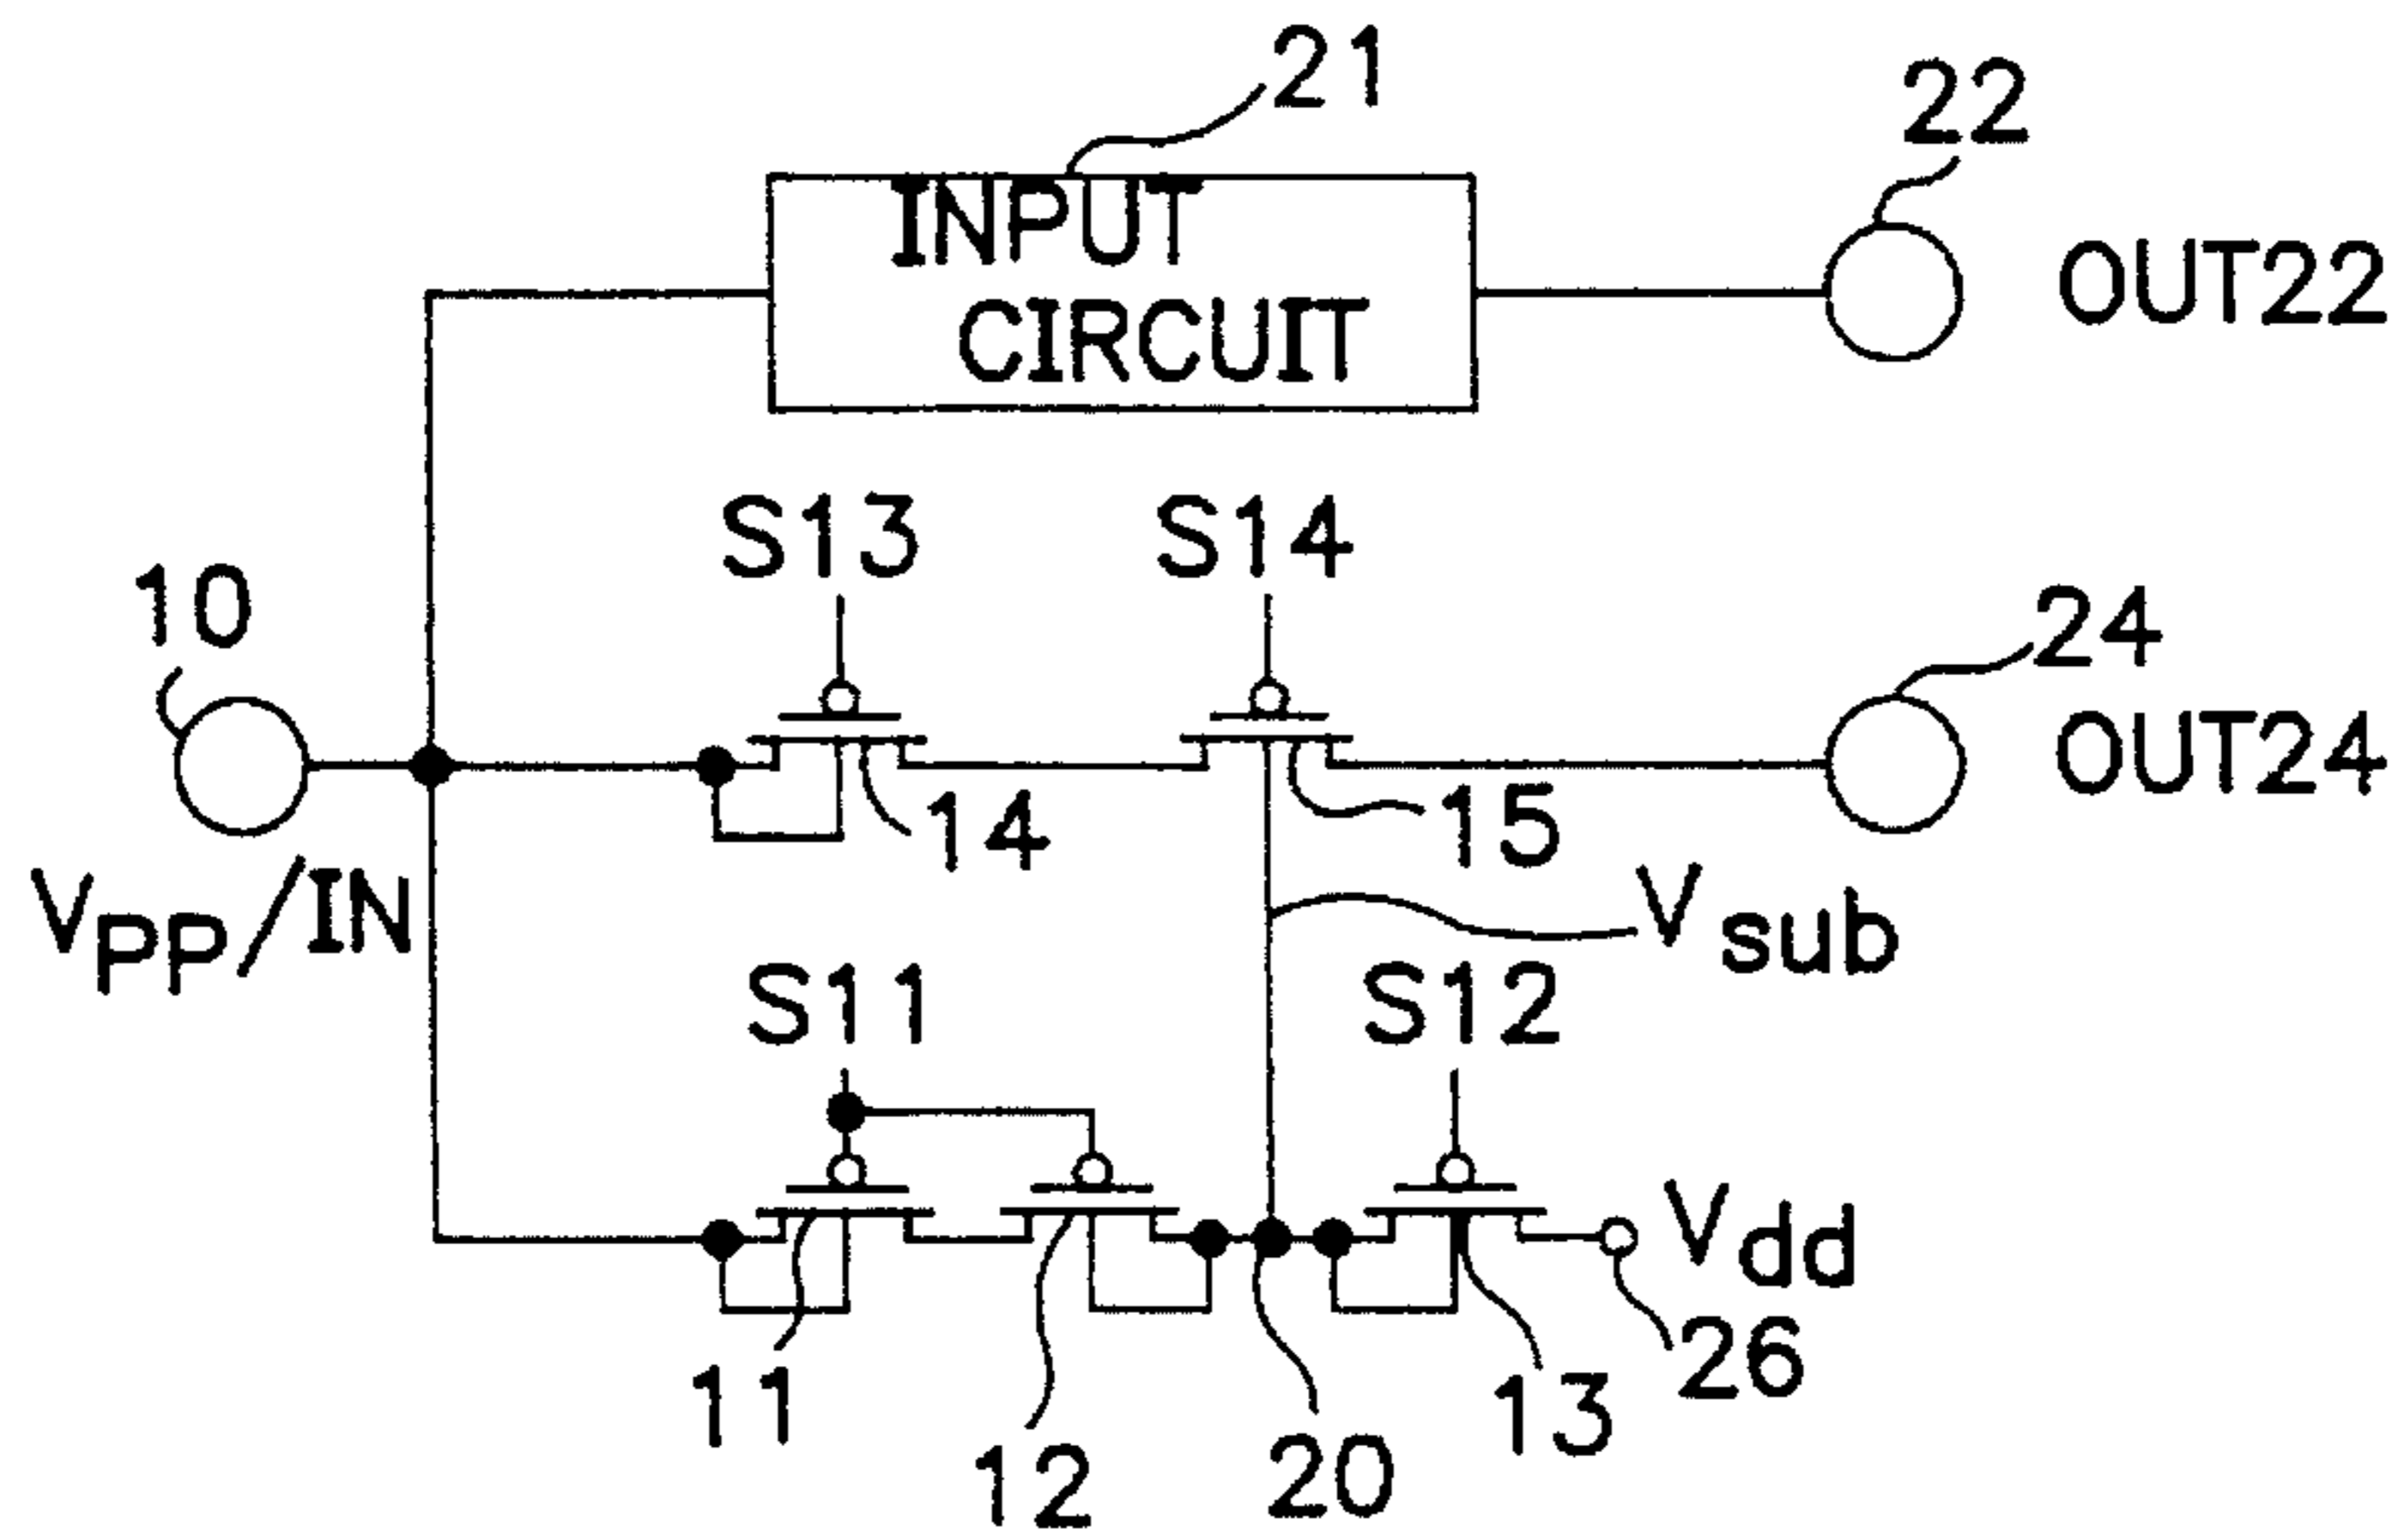 21
22
INPUT
CIRCUIT
OUT22
S13
S14
10
24
OUT24
14
15
VPP/IN
Vsub
S11
S12
Vdd
26
11
13
12
20